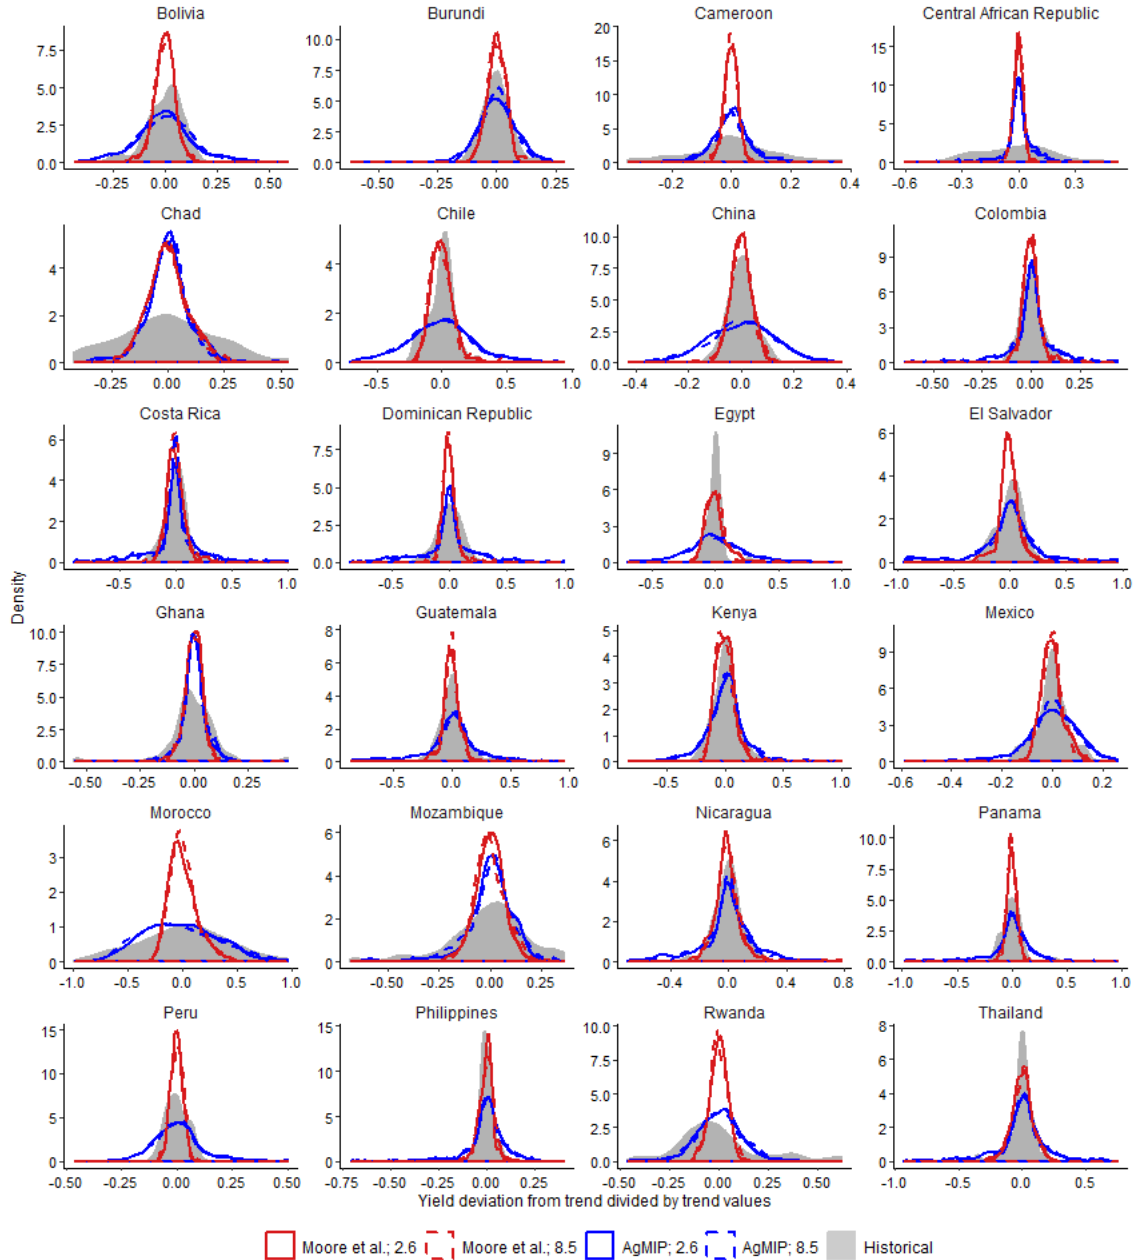 Bolivia Burundi Cameroon Central African Republic
7.5 10.0 20 15
5.0 7.5 15 10
2.5 5.0 10 5
0.0 2.5 5 0
0.0 0
-0.25 0.00 0.25 0.50 -0.50 -0.25 0.00 0.25 -0.2 0.0 0.2 0.4 -0.6 -0.3 0.0 0.3
Chad Chile China Colombia
4 4 10.0 9
2 2 7.5 6
0 0 5.0 3
2.5 0
0.0
-0.25 0.00 0.25 0.50 -0.5 0.0 0.5 1.0 -0.4 -0.2 0.0 0.2 0.4 -0.50 -0.25 0.00 0.25
Costa Rica Dominican Republic Egypt El Salvador
6 7.5 9 6
4 5.0 6 4
2 2.5 3 2
0 0.0 0 0
-0.5 0.0 0.5 1.0 -0.5 0.0 0.5 1.0 -0.5 0.0 0.5 1.0 -1.0 -0.5 0.0 0.5 1.0
Density
Ghana Guatemala Kenya Mexico
10.0 8 5 9
7.5 6 4 6
5.0 4 3 3
2.5 2 2 0
0.0 0 1
0
-0.50 -0.25 0.00 0.25 -0.5 0.0 0.5 1.0 -0.5 0.0 0.5 1.0 -0.6 -0.4 -0.2 0.0 0.2
Morocco Mozambique Nicaragua Panama
3 6 6 10.0
2 4 4 7.5
1 2 2 5.0
0 0 0 2.5
0.0
-1.0 -0.5 0.0 0.5 1.0 -0.50 -0.25 0.00 0.25 -0.4 0.0 0.4 0.8 -1.0 -0.5 0.0 0.5 1.0
Peru Philippines Rwanda Thailand
15 15 10.0 8
10 10 7.5 6
5 5 5.0 4
0 0 2.5 2
0.0 0
-0.50 -0.25 0.00 0.25 0.50 -0.75 -0.50 -0.25 0.00 0.25 -0.50 -0.25 0.00 0.25 0.50 -1.0 -0.5 0.0 0.5
Yield deviation from trend divided by trend values
Moore et al.; 2.6 Moore et al.; 8.5 AgMIP; 2.6 AgMIP; 8.5 Historical